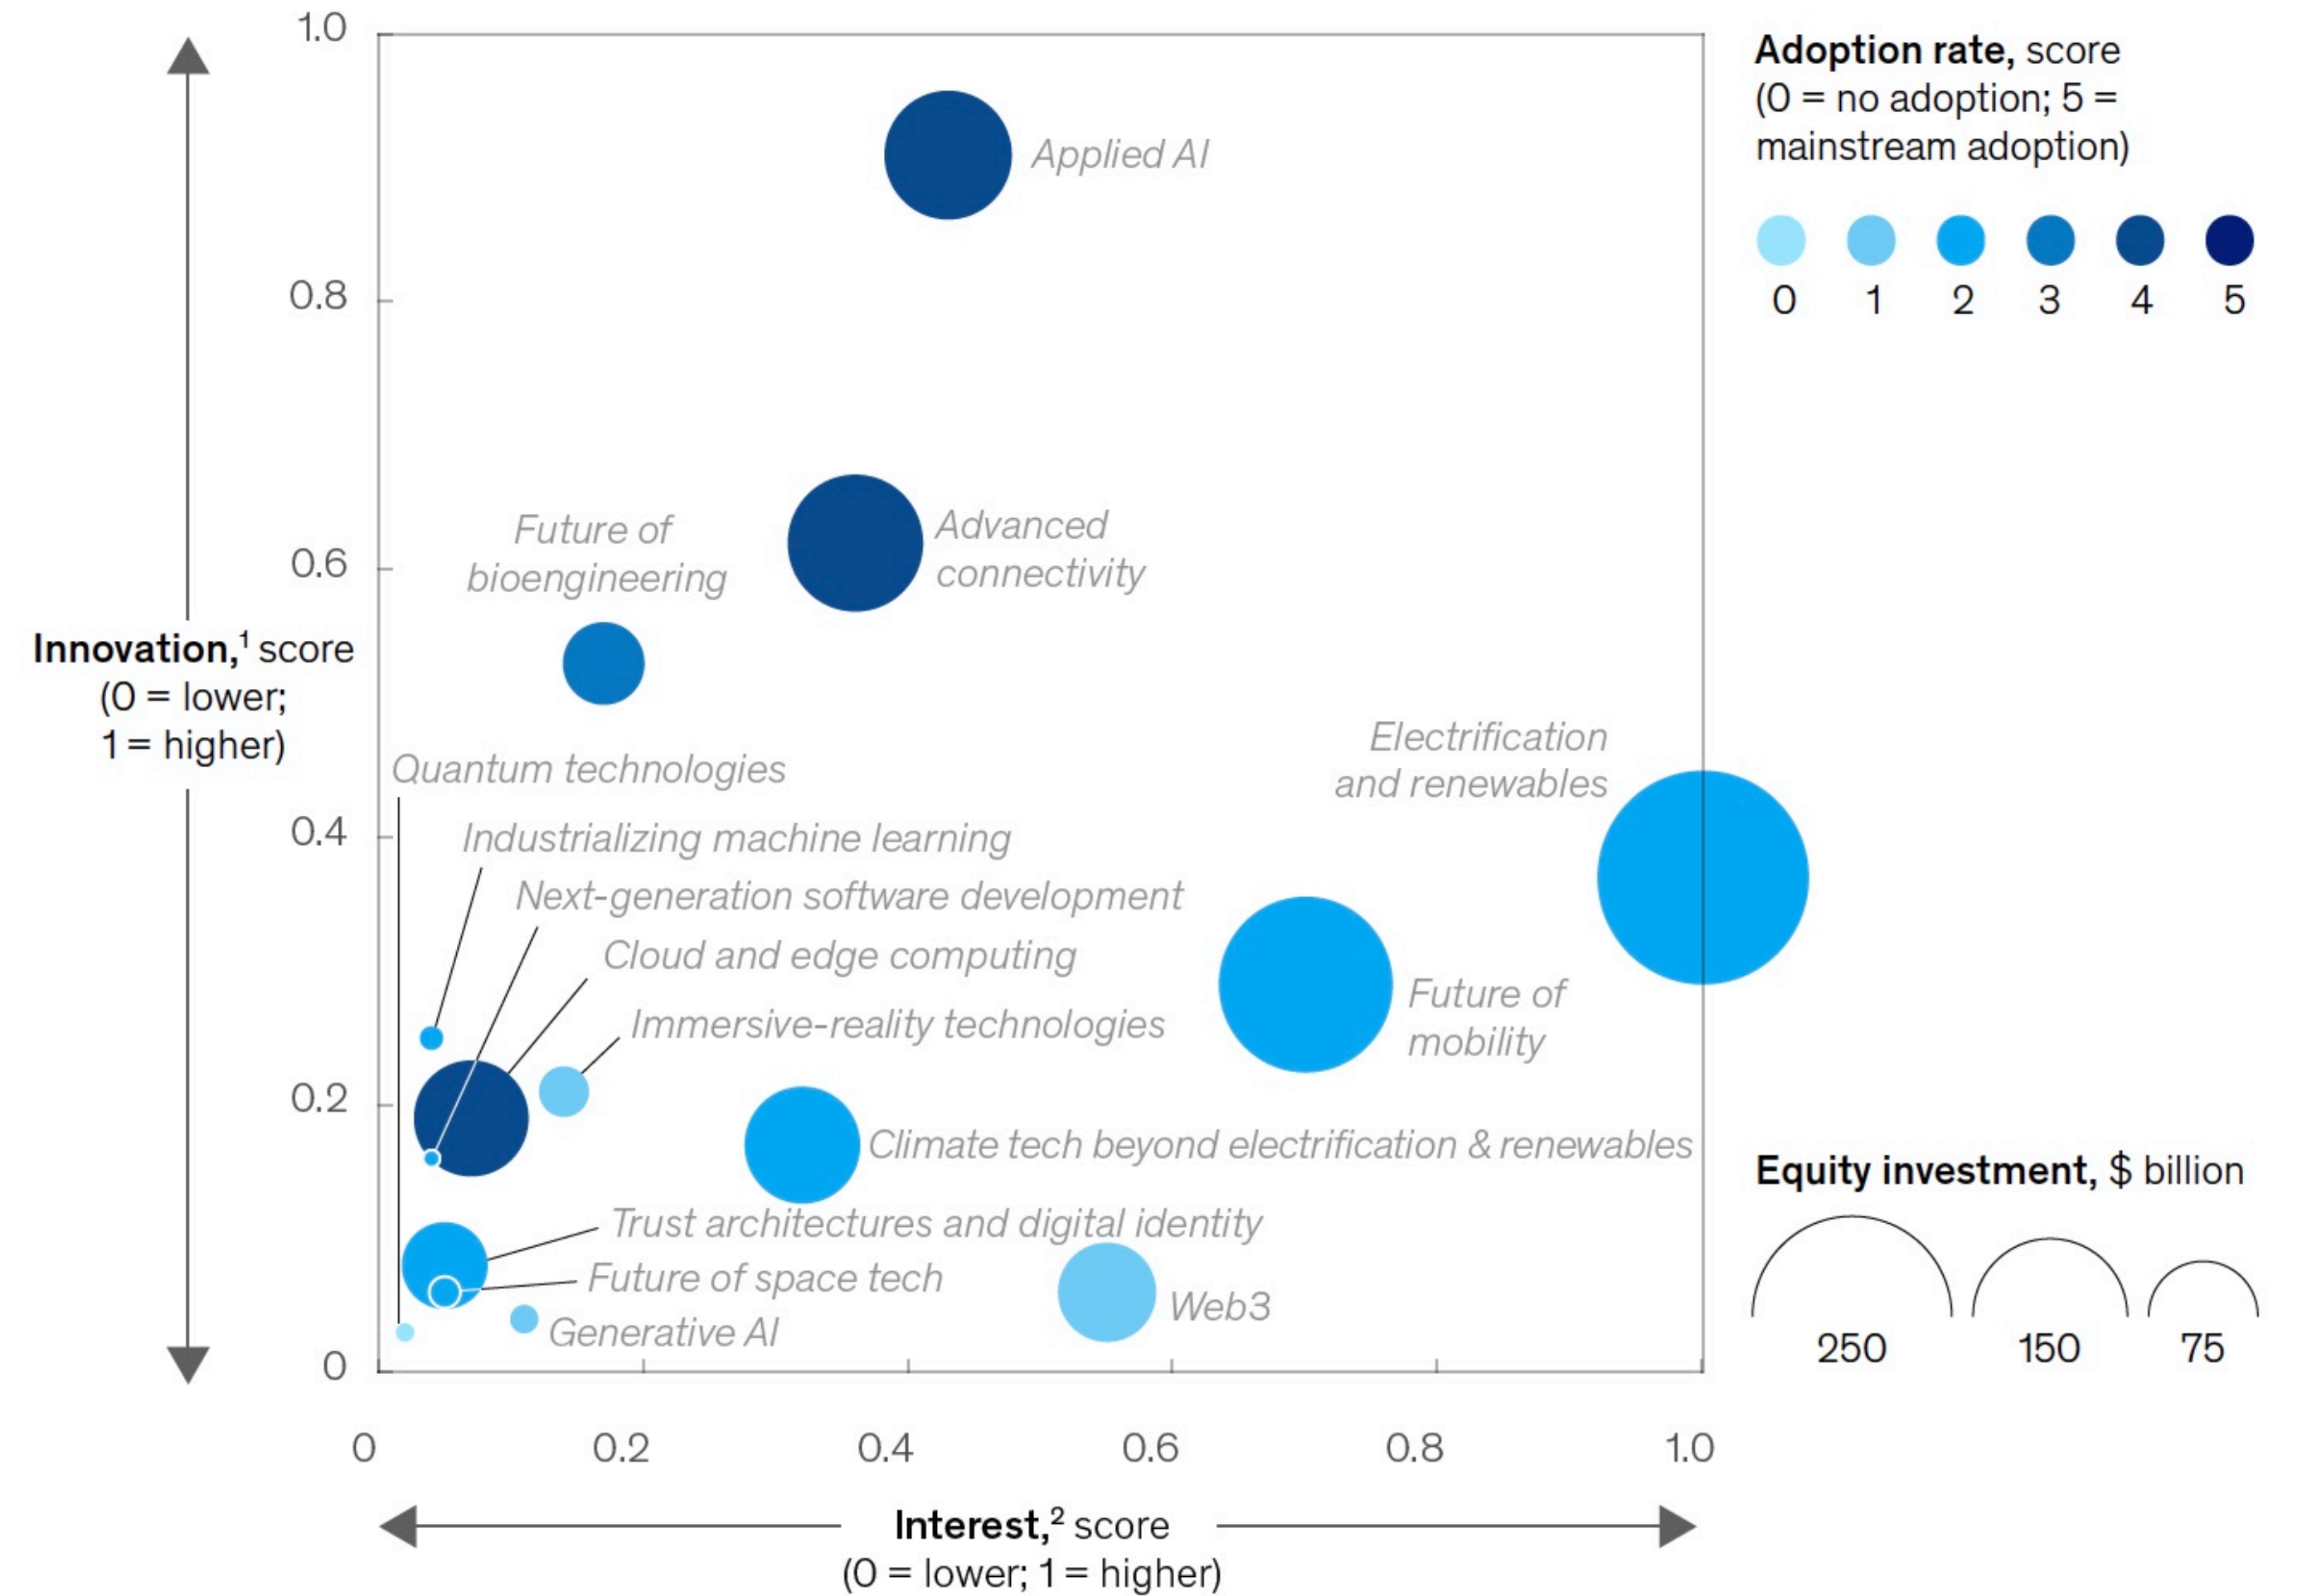 1.0
Adoption rate, score
(0 = no adoption; 5 =
mainstream adoption)
0 1 2 3 4 5
Applied AI
0.8
Future of
bioengineering
Advanced
connectivity
0.6
Innovation,¹ score
(0 = lower;
1 = higher)
Electrification
and renewables
Quantum technologies
0.4
Industrializing machine learning
Next-generation software development
Cloud and edge computing
Immersive-reality technologies
Future of
mobility
0.2
Climate tech beyond electrification & renewables
Trust architectures and digital identity
Future of space tech
Generative AI
Web3
0
Equity investment, $ billion
250 150 75
0 0.2 0.4 0.6 0.8 1.0
Interest,² score
(0 = lower; 1 = higher)